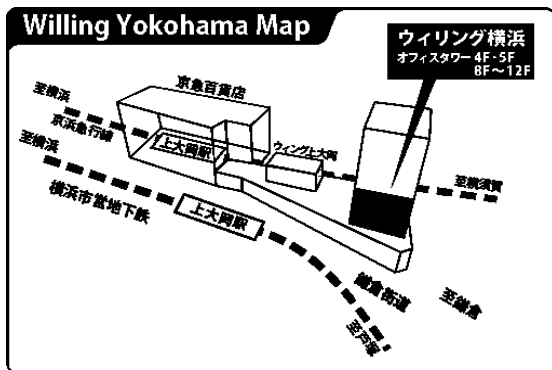 Willing Yokohama Map
ウィリング横浜
オフィスタワー 4F・5F
8F～12F
京急百貨店
至横浜
京浜急行線
上大岡駅
ウィング上大岡
至横須賀
至横浜
横浜市営地下鉄
上大岡駅
鎌倉街道
至鎌倉
至戸塚